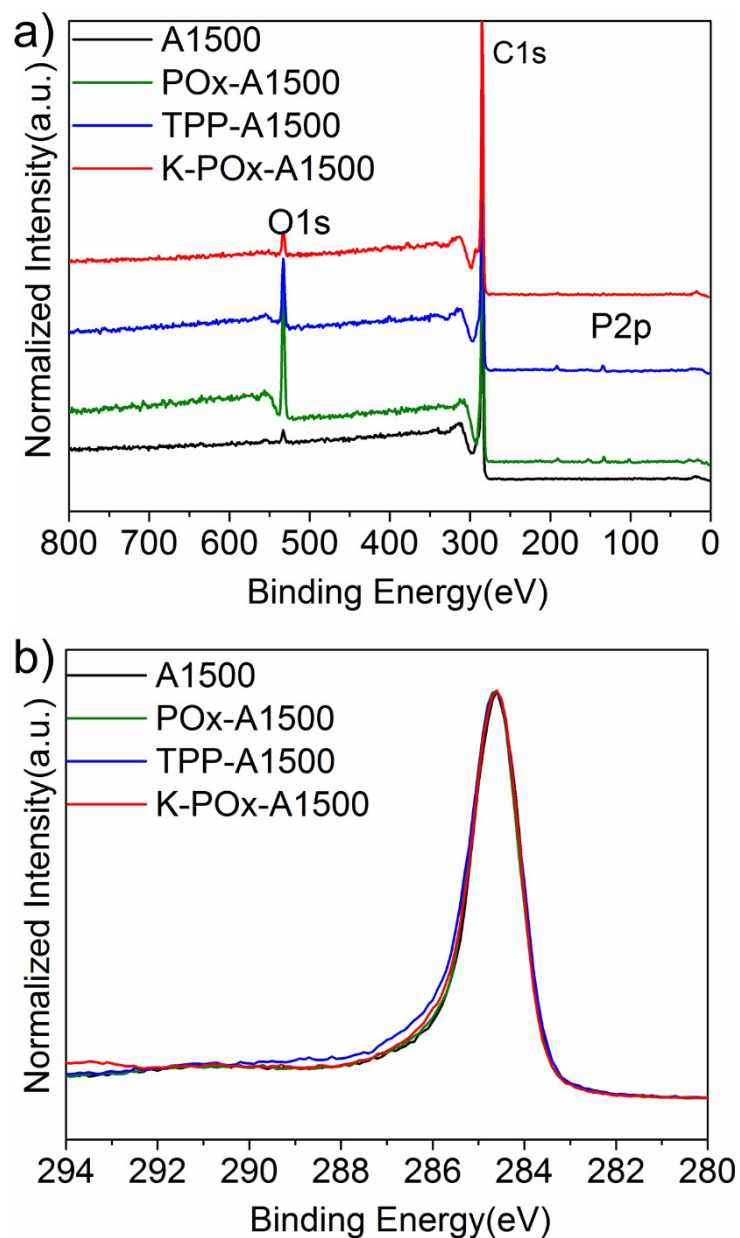 a)
A1500
POx-A1500
TPP-A1500
K-POx-A1500
C1s
O1s
P2p
Normalized Intensity(a.u.)
800 700 600 500 400 300 200 100 0
Binding Energy(eV)
b)
A1500
POx-A1500
TPP-A1500
K-POx-A1500
Normalized Intensity(a.u.)
294 292 290 288 286 284 282 280
Binding Energy(eV)